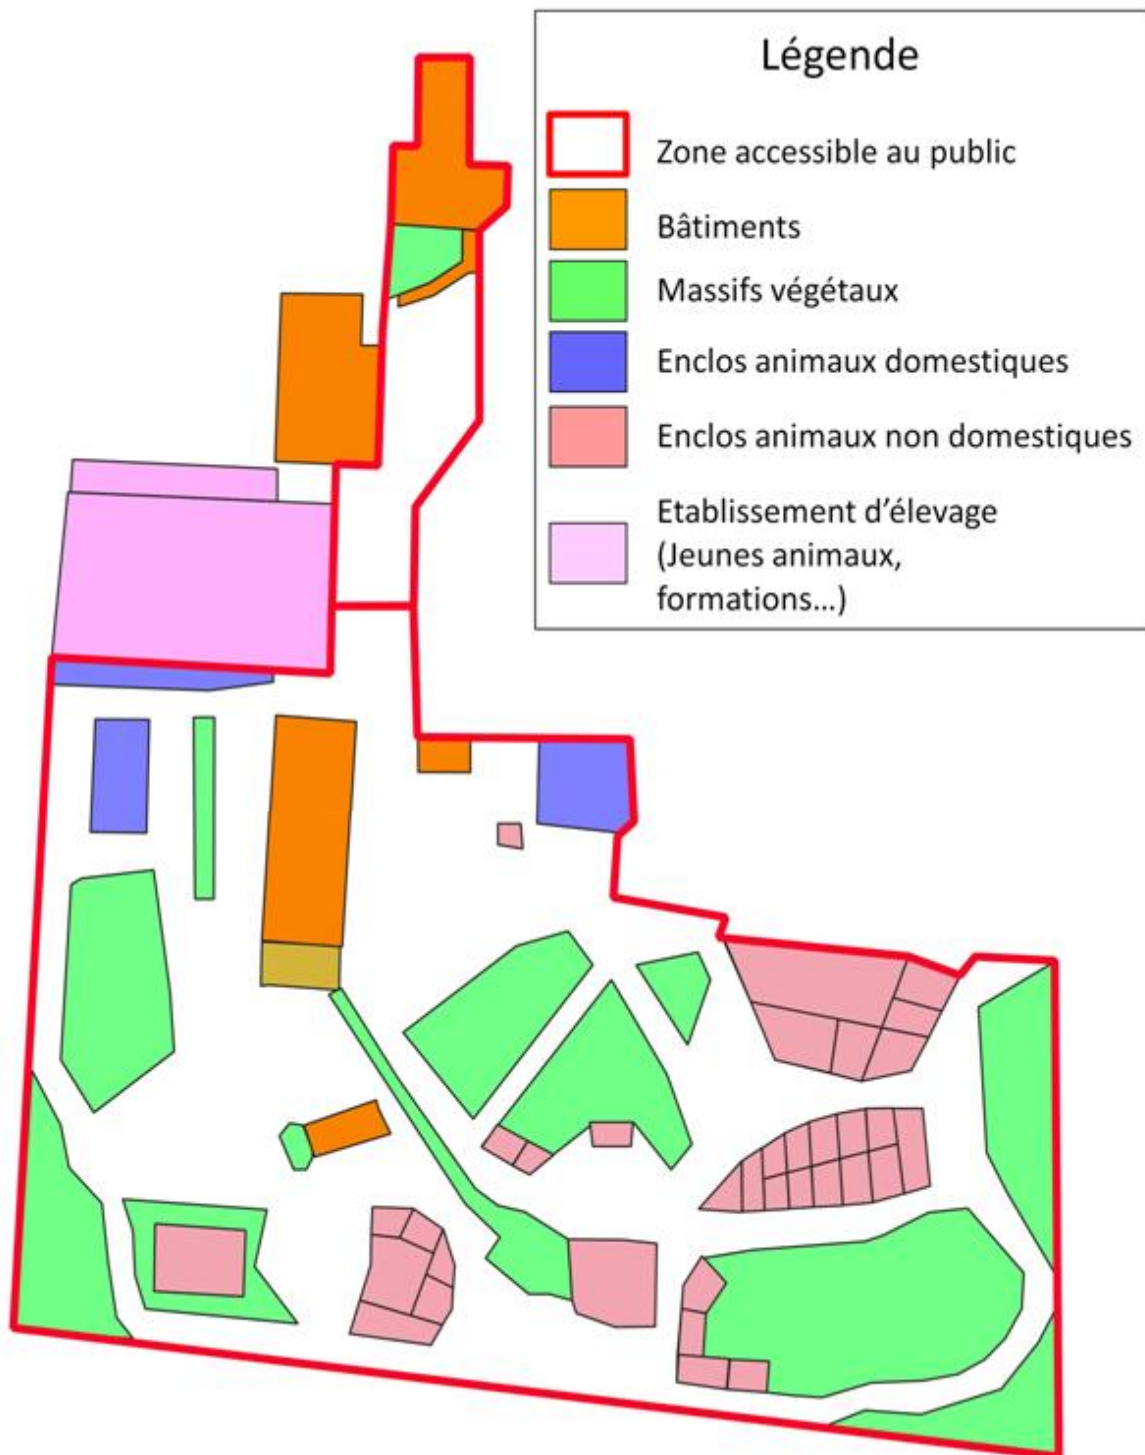 Légende
Zone accessible au public
Bâtiments
Massifs végétaux
Enclos animaux domestiques
Enclos animaux non domestiques
Etablissement d'élevage
(Jeunes animaux,
formations...)